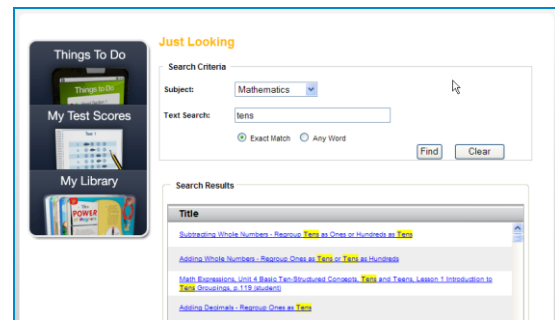 Just Looking
Things To Do
Things to Do
My Test Scores
Test 1
My Library
The
POWER
Search Criteria
Subject: Mathematics
Text Search: tens
Exact Match Any Word
Find Clear
Search Results
Title
Subtracting Whole Numbers - Regroup Tens as Ones or Hundreds as Tens
Adding Whole Numbers - Regroup Ones as Tens or Tens as Hundreds
Math Expressions, Unit 4 Basic Ten-Structured Concepts, Tens and Teens, Lesson 1 Introduction to
Tens Groupings, p.119 (student)
Adding Decimals - Regroup Ones as Tens